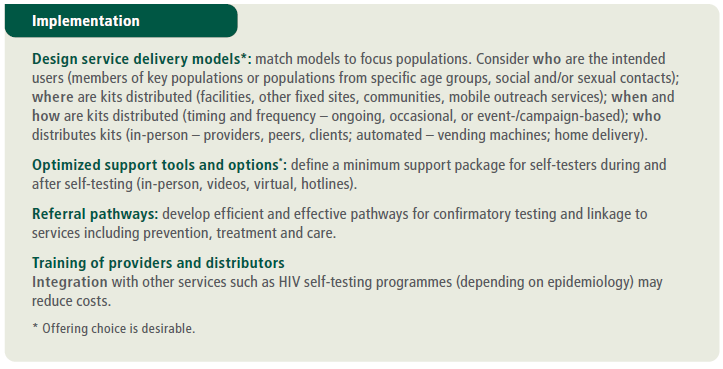 Implementation
Design service delivery models*: match models to focus populations. Consider who are the intended
users (members of key populations or populations from specific age groups, social and/or sexual contacts);
where are kits distributed (facilities, other fixed sites, communities, mobile outreach services); when and
how are kits distributed (timing and frequency – ongoing, occasional, or event-/campaign-based); who
distributes kits (in-person – providers, peers, clients; automated – vending machines; home delivery).
Optimized support tools and options*: define a minimum support package for self-testers during and
after self-testing (in-person, videos, virtual, hotlines).
Referral pathways: develop efficient and effective pathways for confirmatory testing and linkage to
services including prevention, treatment and care.
Training of providers and distributors
Integration with other services such as HIV self-testing programmes (depending on epidemiology) may
reduce costs.
* Offering choice is desirable.